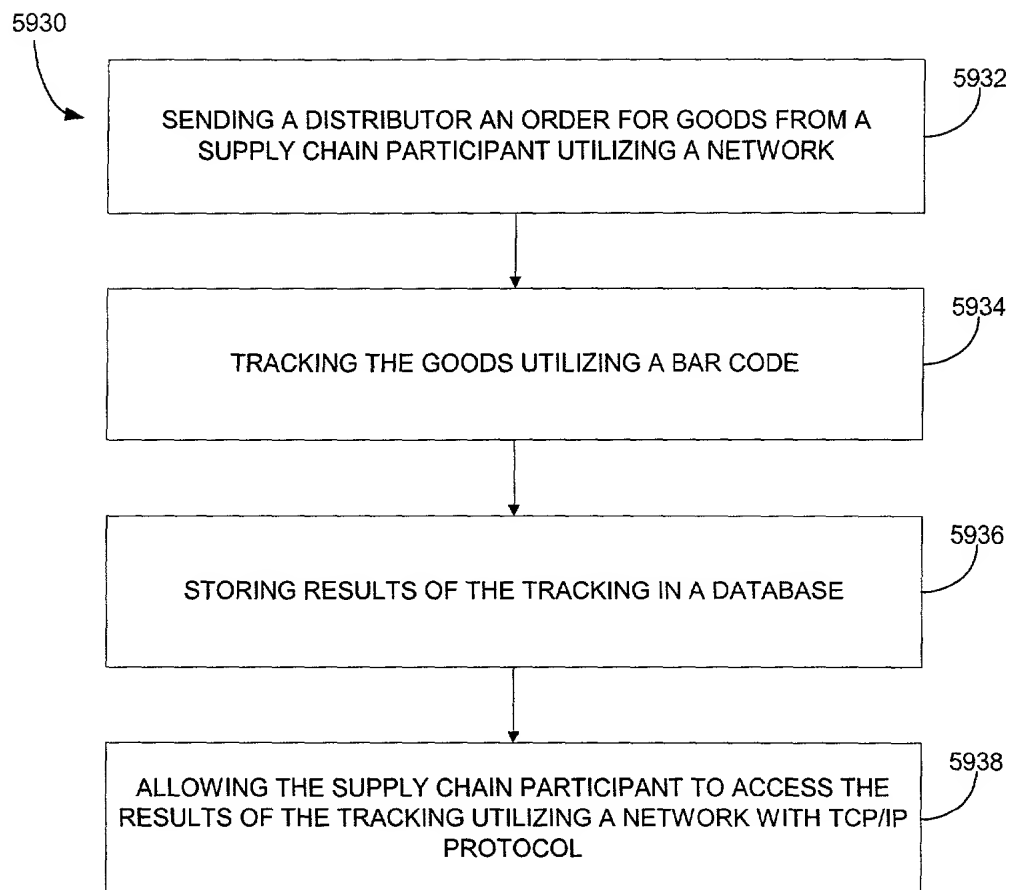 5930
5932
SENDING A DISTRIBUTOR AN ORDER FOR GOODS FROM A
SUPPLY CHAIN PARTICIPANT UTILIZING A NETWORK
5934
TRACKING THE GOODS UTILIZING A BAR CODE
5936
STORING RESULTS OF THE TRACKING IN A DATABASE
5938
ALLOWING THE SUPPLY CHAIN PARTICIPANT TO ACCESS THE
RESULTS OF THE TRACKING UTILIZING A NETWORK WITH TCP/IP
PROTOCOL